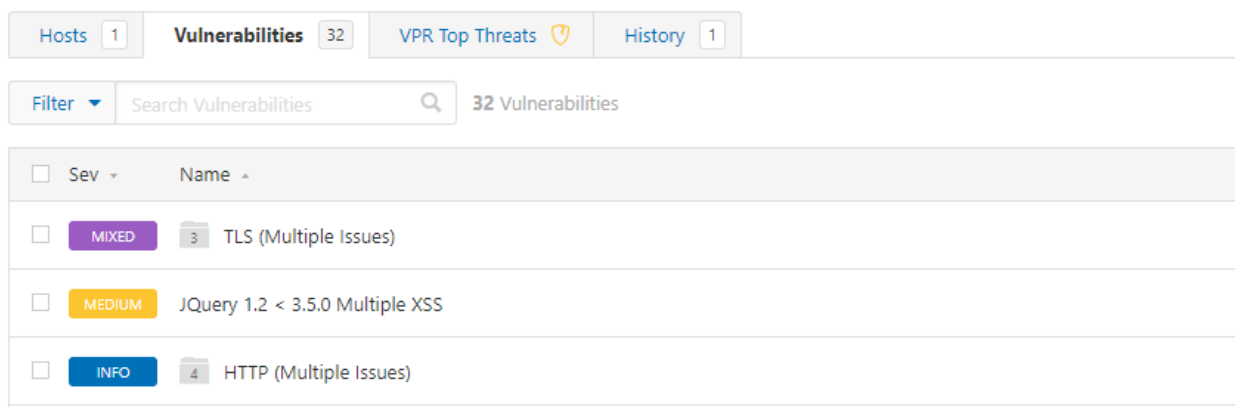 Hosts 1 Vulnerabilities 32 VPR Top Threats History 1
Filter Search Vulnerabilities 32 Vulnerabilities
Sev Name
MIXED 3 TLS (Multiple Issues)
MEDIUM JQuery 1.2 < 3.5.0 Multiple XSS
INFO 4 HTTP (Multiple Issues)